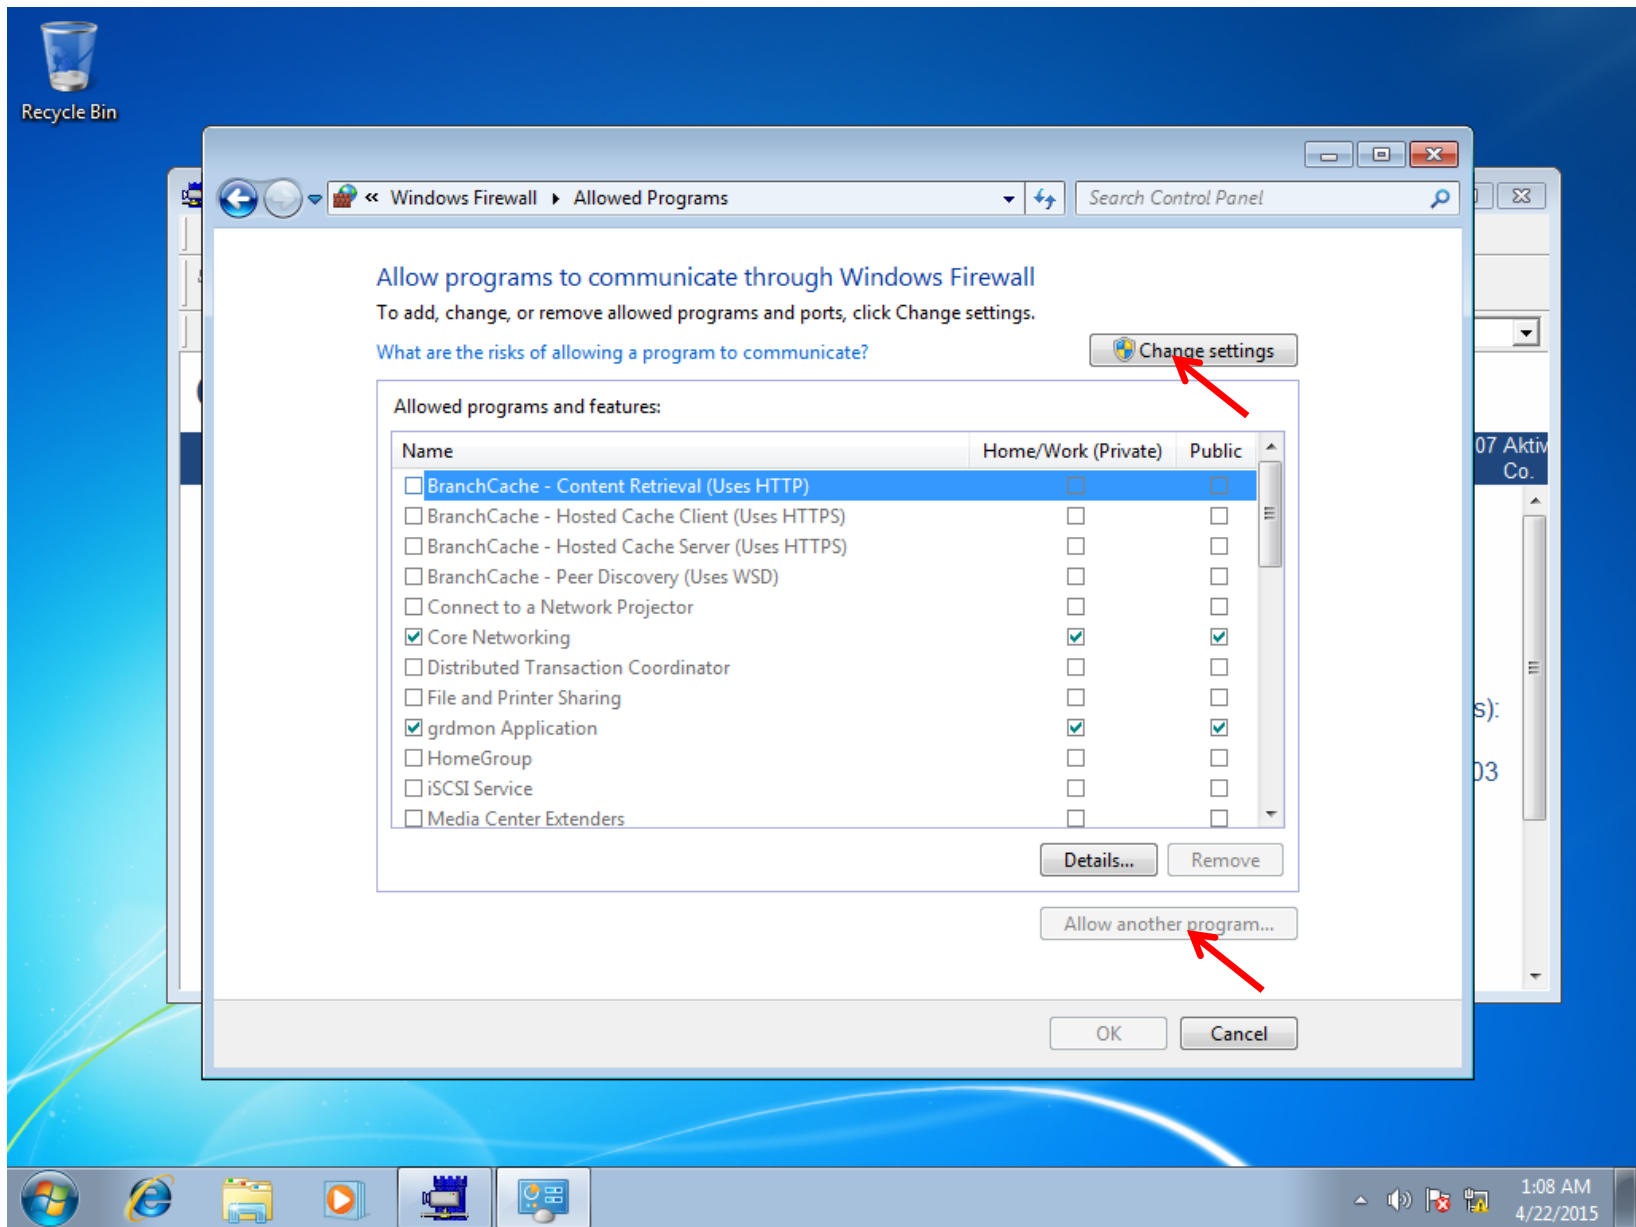 Recycle Bin
« Windows Firewall ▸ Allowed Programs
Search Control Panel
Allow programs to communicate through Windows Firewall
To add, change, or remove allowed programs and ports, click Change settings.
What are the risks of allowing a program to communicate?
Change settings
Allowed programs and features:
Name Home/Work (Private) Public
BranchCache - Content Retrieval (Uses HTTP)
BranchCache - Hosted Cache Client (Uses HTTPS)
BranchCache - Hosted Cache Server (Uses HTTPS)
BranchCache - Peer Discovery (Uses WSD)
Connect to a Network Projector
Core Networking
Distributed Transaction Coordinator
File and Printer Sharing
grdmon Application
HomeGroup
iSCSI Service
Media Center Extenders
Details...
Remove
Allow another program...
OK
Cancel
07 Aktiv
Co.
s):
03
1:08 AM
4/22/2015